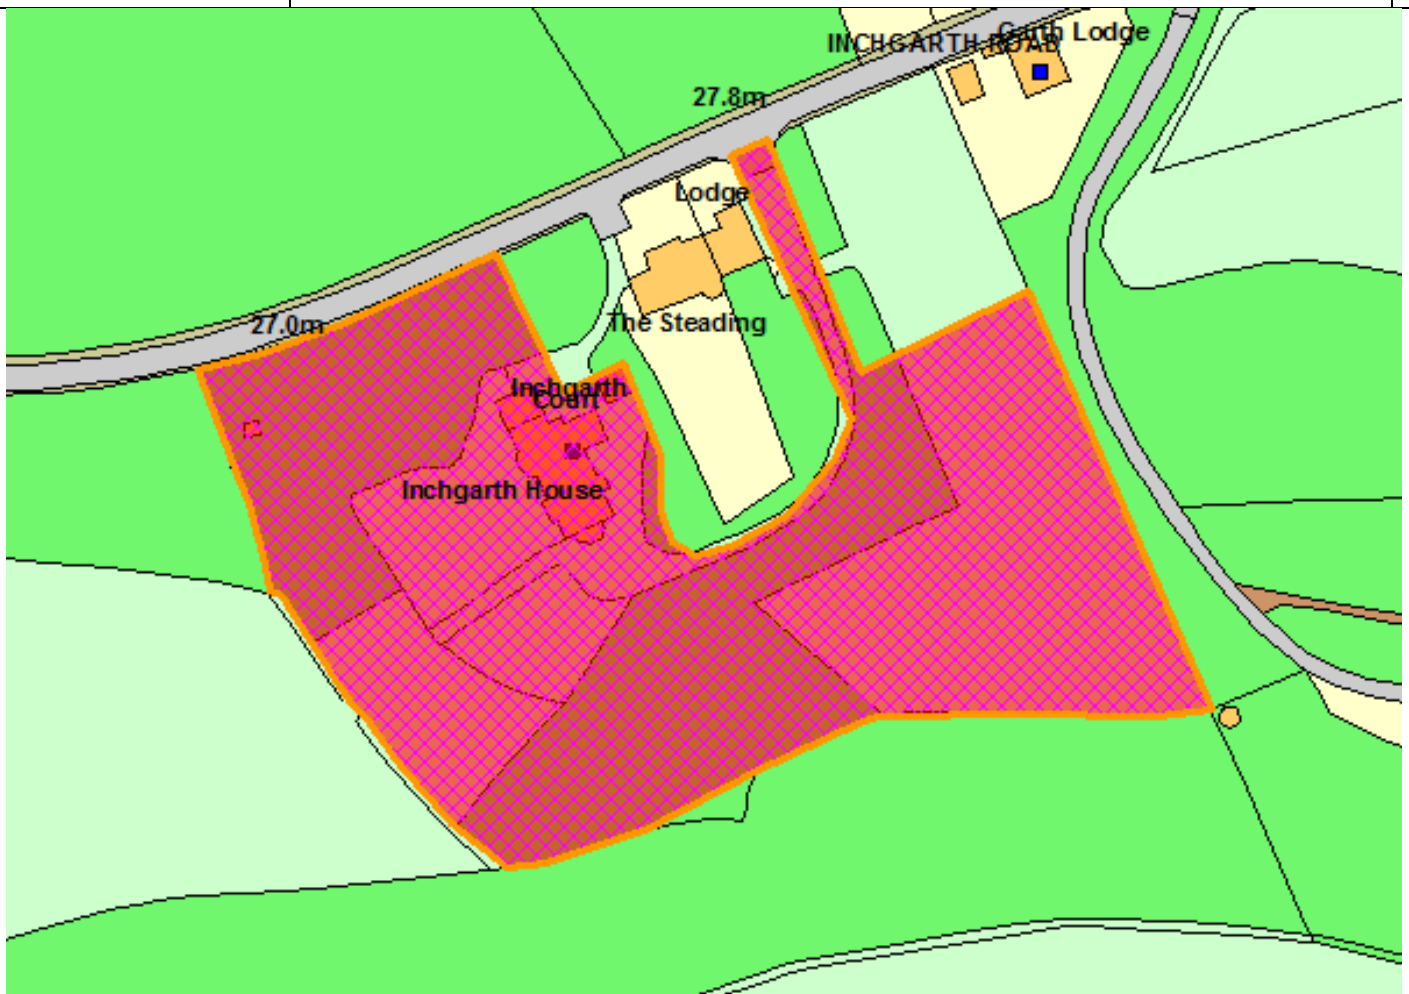 Garth Lodge
INCHGARTH ROAD
27.8m
Lodge
The Steading
27.0m
Inchgarth
Court
Inchgarth House